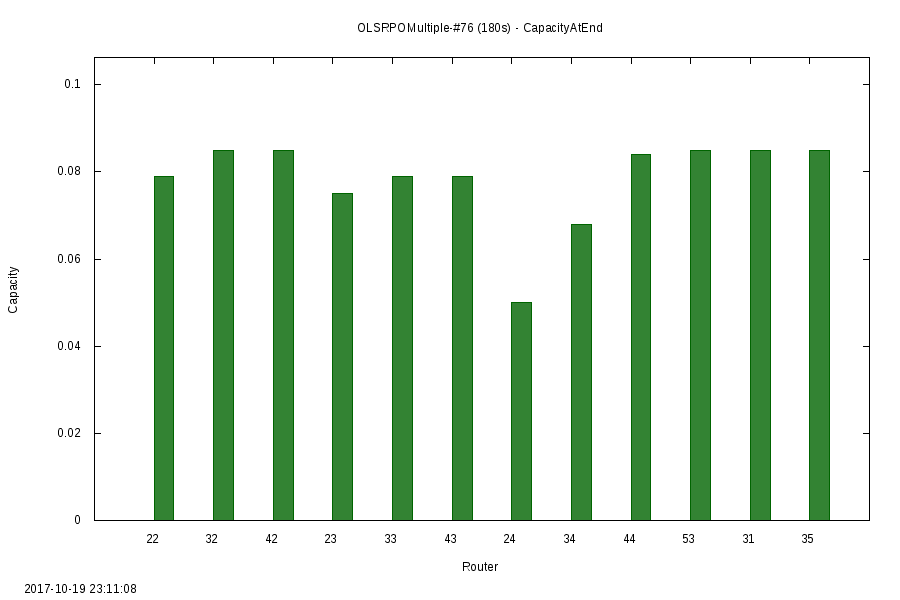 OLSRPOMultiple-#76 (180s) - CapacityAtEnd
0.1
0.08
0.06
0.04
0.02
0
Capacity
22 32 42 23 33 43 24 34 44 53 31 35
Router
2017-10-19 23:11:08